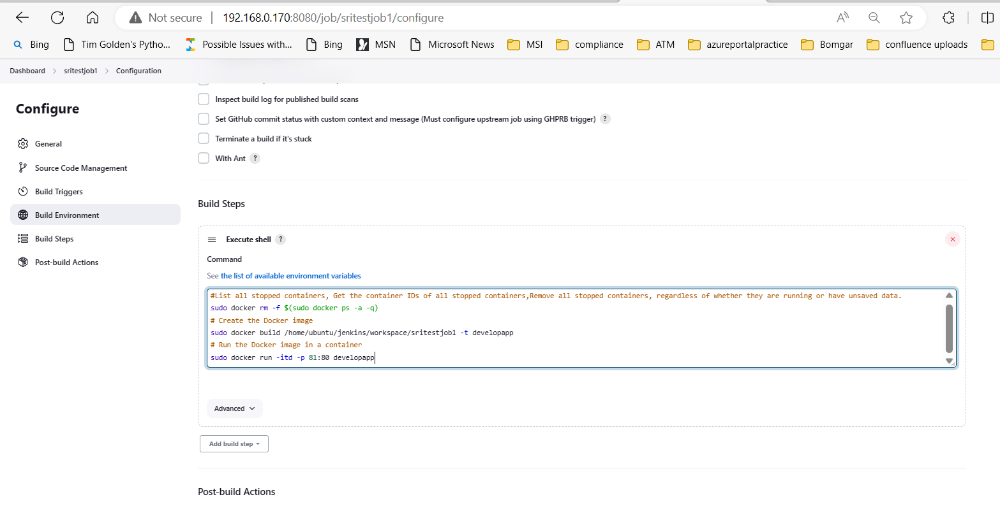 Not secure | 192.168.0.170:8080/job/sritestjob1/configure A
Bing Tim Golden's Pytho... Possible Issues with... Bing MSN Microsoft News MSI compliance ATM azureportalpractice Bomgar confluence uploads
Dashboard > sritestjob1 > Configuration
Configure
General
Source Code Management
Build Triggers
Build Environment
Build Steps
Post-build Actions
Inspect build log for published build scans
Set GitHub commit status with custom context and message (Must configure upstream job using GHPRB trigger) ?
Terminate a build if it's stuck
With Ant ?
Build Steps
Execute shell ?
Command
See the list of available environment variables
#List all stopped containers, Get the container IDs of all stopped containers,Remove all stopped containers, regardless of whether they are running or have unsaved data.
sudo docker rm -f $(sudo docker ps -a -q)
# Create the Docker image
sudo docker build /home/ubuntu/jenkins/workspace/sritestjob1 -t developapp
# Run the Docker image in a container
sudo docker run -itd -p 81:80 developapp
Advanced
Add build step
Post-build Actions